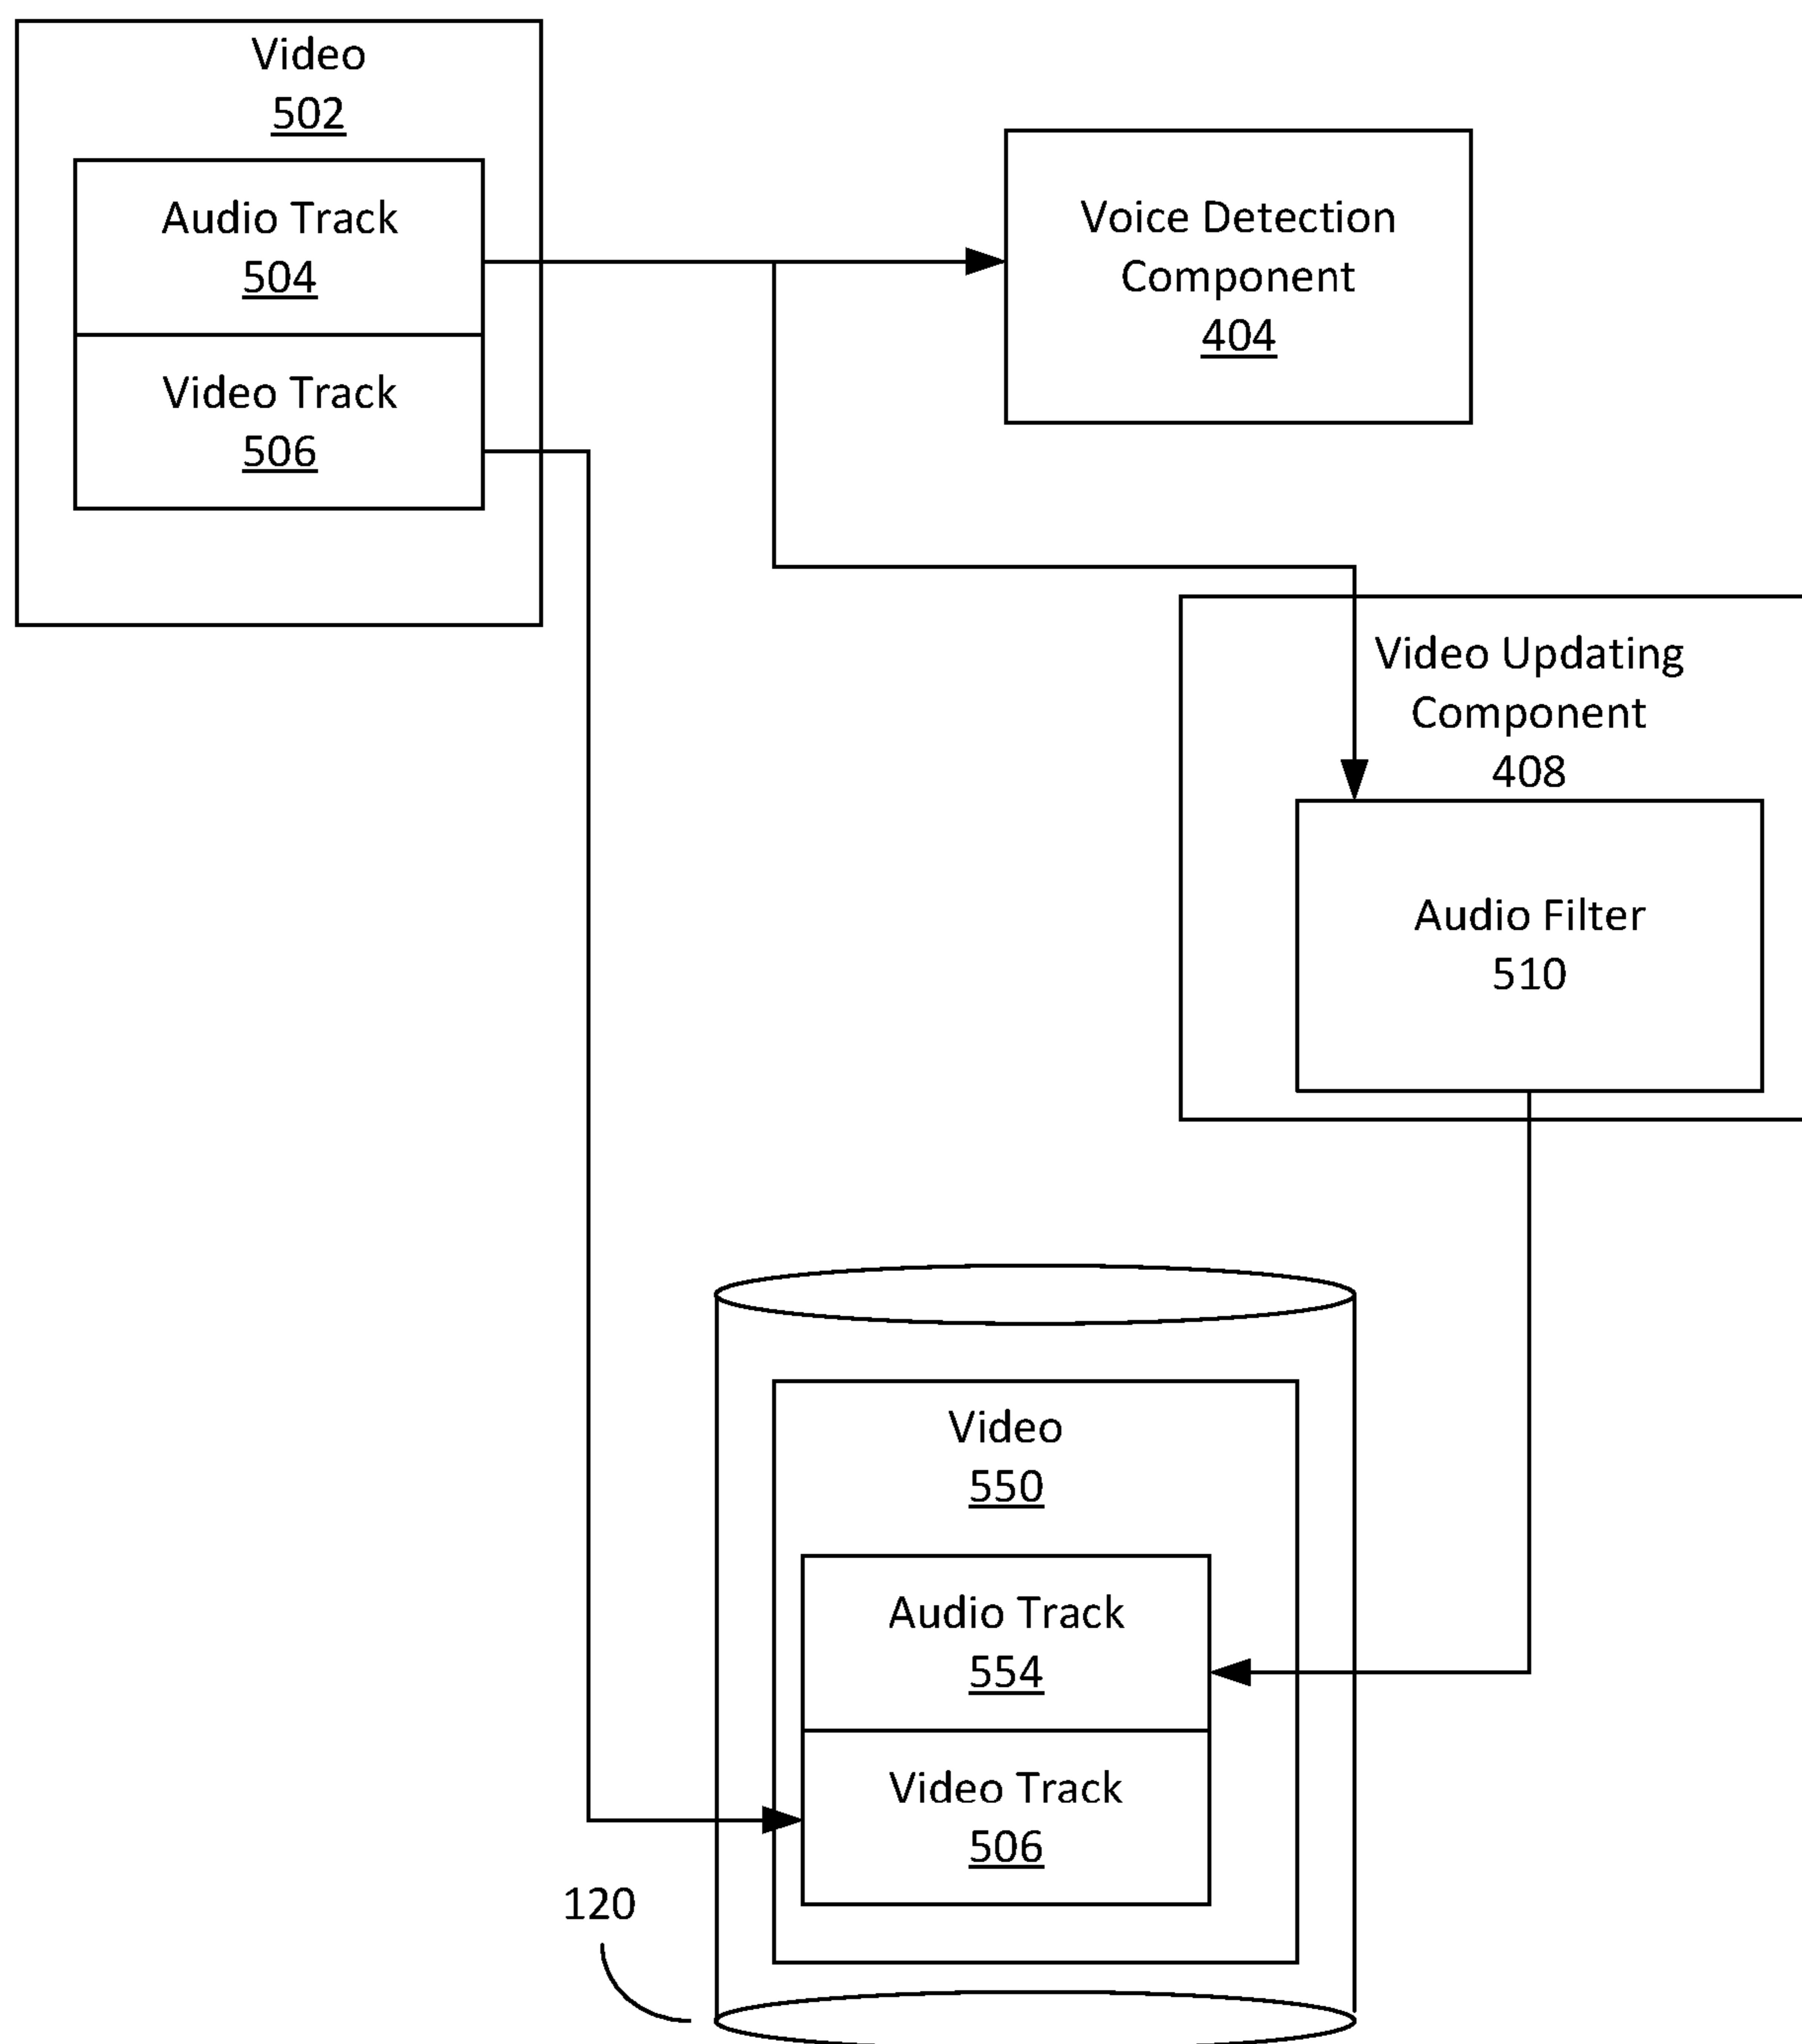 Video
502
Audio Track
504
Video Track
506
Voice Detection
Component
404
Video Updating
Component
408
Audio Filter
510
Video
550
Audio Track
554
Video Track
506
120